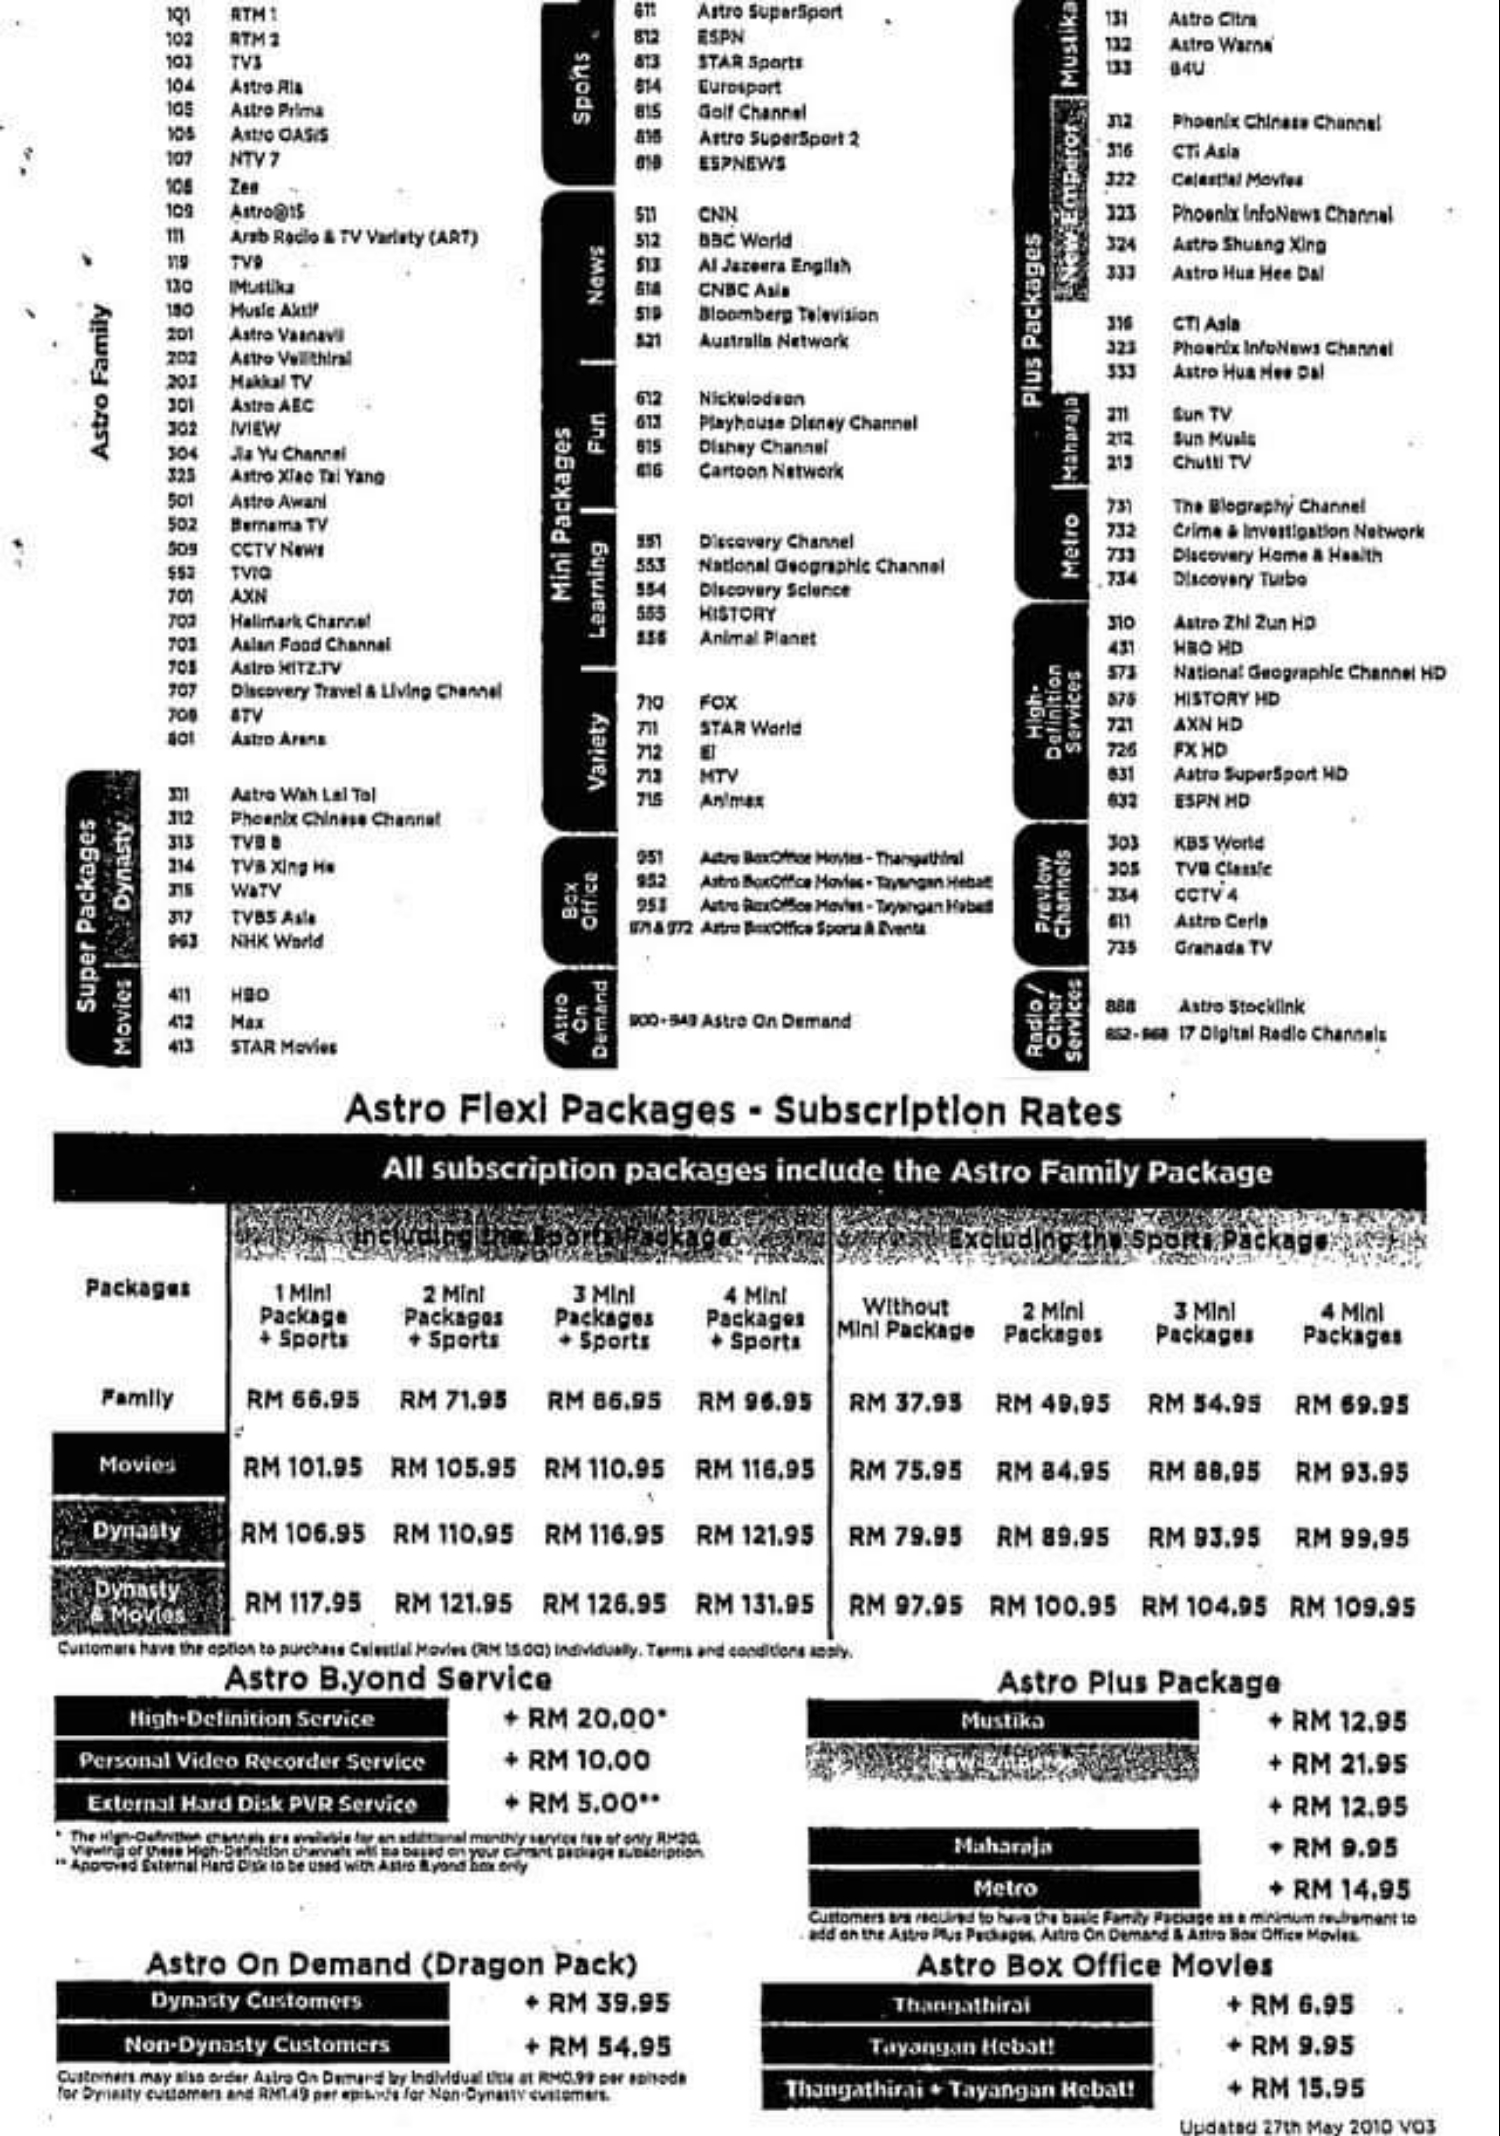 101 RTM 1
102 RTM 2
103 TV3
104 Astro Ria
105 Astro Prima
106 Astro OASIS
107 NTV 7
108 Zee
109 Astro@15
111 Arab Radio & TV Variety (ART)
119 TV9
130 iMustika
180 Music Aktif
201 Astro Vaanavil
202 Astro Vellithirai
203 Makkal TV
301 Astro AEC
302 iVIEW
304 Jia Yu Channel
325 Astro Xiao Tai Yang
501 Astro Awani
502 Bernama TV
509 CCTV News
552 TVIQ
701 AXN
702 Hallmark Channel
703 Asian Food Channel
705 Astro HITZ.TV
707 Discovery Travel & Living Channel
708 8TV
801 Astro Arena
Astro Family
Super Packages
Dynasty
311 Astro Wah Lai Toi
312 Phoenix Chinese Channel
313 TVB 8
314 TVB Xing He
315 WaTV
317 TVBS Asia
963 NHK World
Movies
411 HBO
412 Max
413 STAR Movies
Sports
811 Astro SuperSport
812 ESPN
813 STAR Sports
814 Eurosport
815 Golf Channel
816 Astro SuperSport 2
818 ESPNEWS
Mini Packages
News
511 CNN
512 BBC World
513 Al Jazeera English
518 CNBC Asia
519 Bloomberg Television
521 Australia Network
Fun
612 Nickelodeon
613 Playhouse Disney Channel
615 Disney Channel
616 Cartoon Network
Learning
551 Discovery Channel
553 National Geographic Channel
554 Discovery Science
555 HISTORY
556 Animal Planet
Variety
710 FOX
711 STAR World
712 E!
713 MTV
715 Animax
Box
Office
951 Astro BoxOffice Movies - Thangathirai
952 Astro BoxOffice Movies - Tayangan Hebat!
953 Astro BoxOffice Movies - Tayangan Hebat!
971 & 972 Astro BoxOffice Sports & Events
Astro
On
Demand
900-949 Astro On Demand
Plus Packages
Mustika
131 Astro Citra
132 Astro Warna
133 B4U
New Emperor
312 Phoenix Chinese Channel
316 CTi Asia
322 Celestial Movies
323 Phoenix InfoNews Channel
324 Astro Shuang Xing
333 Astro Hua Hee Dai
316 CTI Asia
323 Phoenix InfoNews Channel
333 Astro Hua Hee Dai
Maharaja
211 Sun TV
212 Sun Music
213 Chutti TV
Metro
731 The Biography Channel
732 Crime & Investigation Network
733 Discovery Home & Health
734 Discovery Turbo
High-
Definition
Services
310 Astro Zhi Zun HD
431 HBO HD
573 National Geographic Channel HD
575 HISTORY HD
721 AXN HD
726 FX HD
831 Astro SuperSport HD
832 ESPN HD
Preview
Channels
303 KBS World
305 TVB Classic
334 CCTV 4
611 Astro Ceria
735 Granada TV
Radio /
Other
Services
888 Astro Stocklink
852-868 17 Digital Radio Channels
Astro Flexi Packages - Subscription Rates
All subscription packages include the Astro Family Package
Including the Sports Package Excluding the Sports Package
Packages
1 Mini Package + Sports
2 Mini Packages + Sports
3 Mini Packages + Sports
4 Mini Packages + Sports
Without Mini Package
2 Mini Packages
3 Mini Packages
4 Mini Packages
Family RM 66.95 RM 71.95 RM 86.95 RM 96.95 RM 37.95 RM 49.95 RM 54.95 RM 69.95
Movies RM 101.95 RM 105.95 RM 110.95 RM 116.95 RM 75.95 RM 84.95 RM 88.95 RM 93.95
Dynasty RM 106.95 RM 110.95 RM 116.95 RM 121.95 RM 79.95 RM 89.95 RM 93.95 RM 99.95
Dynasty & Movies RM 117.95 RM 121.95 RM 126.95 RM 131.95 RM 97.95 RM 100.95 RM 104.95 RM 109.95
Customers have the option to purchase Celestial Movies (RM 15.00) individually. Terms and conditions apply.
Astro B.yond Service
High-Definition Service + RM 20.00*
Personal Video Recorder Service + RM 10.00
External Hard Disk PVR Service + RM 5.00**
* The High-Definition channels are available for an additional monthly service fee of only RM20.
Viewing of these High-Definition channels will be based on your current package subscription.
** Approved External Hard Disk to be used with Astro B.yond box only
Astro Plus Package
Mustika + RM 12.95
New Emperor + RM 21.95
+ RM 12.95
Maharaja + RM 9.95
Metro + RM 14.95
Customers are required to have the basic Family Package as a minimum reuirement to
add on the Astro Plus Packages, Astro On Demand & Astro Box Office Movies.
Astro On Demand (Dragon Pack)
Dynasty Customers + RM 39.95
Non-Dynasty Customers + RM 54.95
Customers may also order Astro On Demand by individual title at RM0.99 per episode
for Dynasty customers and RM1.49 per episode for Non-Dynasty customers.
Astro Box Office Movies
Thangathirai + RM 6.95
Tayangan Hebat! + RM 9.95
Thangathirai + Tayangan Hebat! + RM 15.95
Updated 27th May 2010 V03